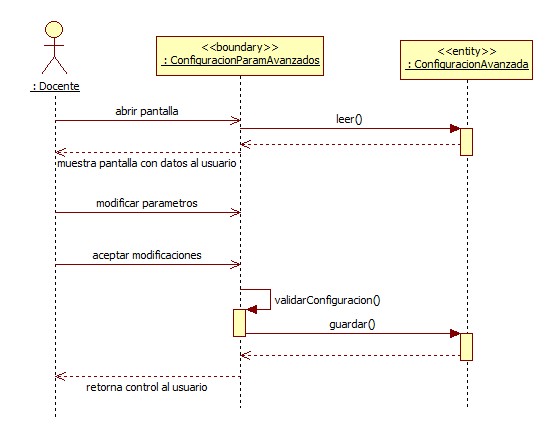 <<boundary>>
: ConfiguracionParamAvanzados
<<entity>>
: ConfiguracionAvanzada
: Docente
abrir pantalla
leer()
muestra pantalla con datos al usuario
modificar parametros
aceptar modificaciones
validarConfiguracion()
guardar()
retorna control al usuario